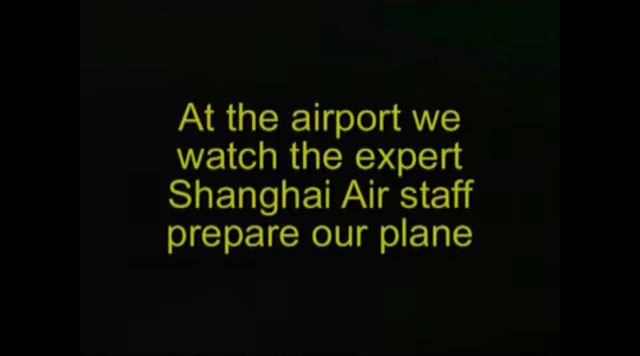 At the airport we
watch the expert
Shanghai Air staff
prepare our plane